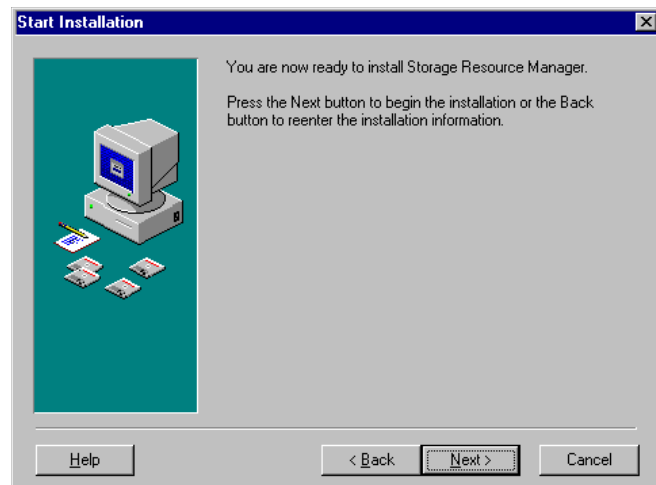 Start Installation
You are now ready to install Storage Resource Manager.
Press the Next button to begin the installation or the Back
button to reenter the installation information.
Help
< Back
Next >
Cancel